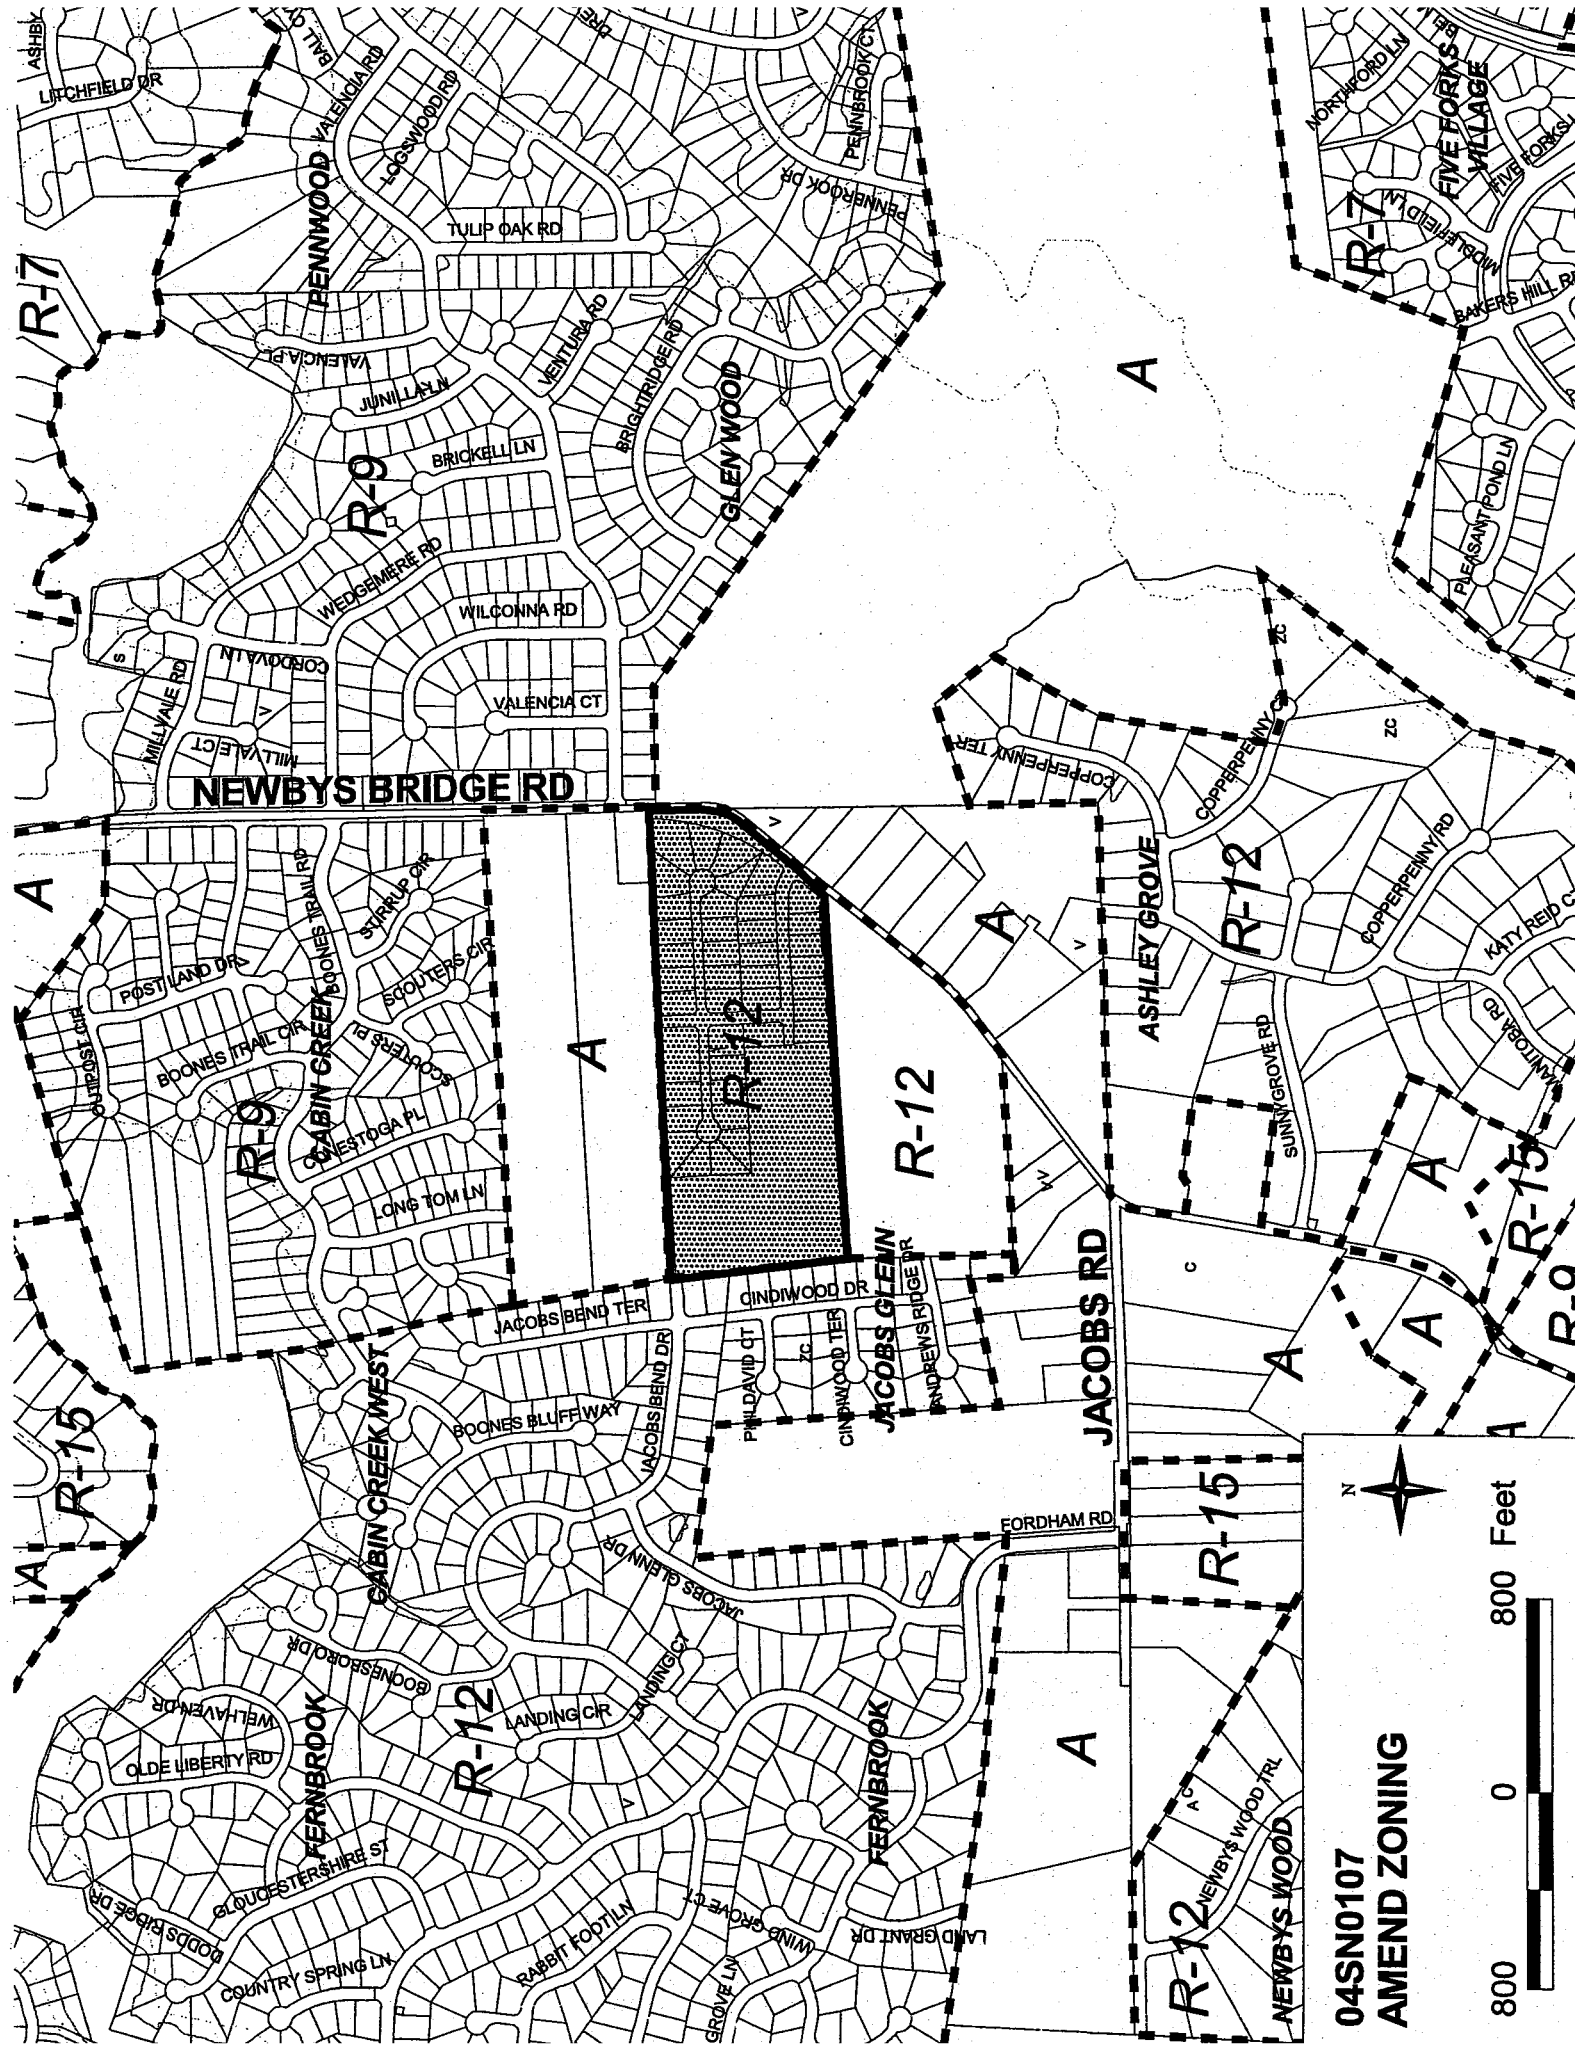 ASHBY
LITCHFIELD DR
R-7
BALL
VALENCIA RD
LOGSWOOD RD
PENNWOOD
TULIP OAK RD
V
PENNBROOK CT
PENNBROOK DR
NORTHFORD LN
FIVE FORKS
VILLAGE
FIVE FORKS
MIDDLEFIELD LN
R-7
BAKERS HILL RD
VALENCIA PL
JUNILLA LN
VENTURA RD
BRIGHTRIDGE RD
GLENWOOD
BRICKELL LN
R-9
A
PLEASANT POND LN
WEDGEMERE RD
WILCONNA RD
CORDOVA LN
S
MILLVALE RD
V
MILLVALE CT
VALENCIA CT
NEWBYS BRIDGE RD
ZC
ZC
COPPERPENNY TER
COPPERPENNY CT
COPPERPENNY RD
ASHLEY GROVE
R-12
KATY REID C
MANITOBA RD
SUNNYGROVE RD
A
BOONES TRAIL RD
STIRRUP CIR
SCOUTERS CIR
POST LAND DR
OUTPOST CIR
BOONES TRAIL CIR
CABIN CREEK
SCOUTERS PL
CONESTOGA PL
R-9
LONG TOM LN
A
R-12
V
A
V
R-12
VV
A
R-15
R-9
A
A
A
C
JACOBS RD
JACOBS BEND TER
CINDIWOOD DR
JACOBS BEND DR
PHILDAVID CT
ZC
CINDIWOOD TER
JACOBS GLENN
ANDREWS RIDGE DR
R-15
A
CABIN CREEK WEST
BOONES BLUFF WAY
JACOBS GLENN DR
FORDHAM RD
R-15
BOONESBORO DR
WELHAVEN DR
OLDE LIBERTY RD
FERNBROOK
R-12
LANDING CIR
LANDING CT
V
FERNBROOK
A
GLOUCESTERSHIRE ST
DODDS RIDGE DR
COUNTRY SPRING LN
RABBIT FOOT LN
WIND GROVE CT
GROVE LN
LAND GRANT DR
R-12
NEWBYS WOOD TRL
NEWBYS WOOD
A C
N
04SN0107
AMEND ZONING
800 0 800 Feet